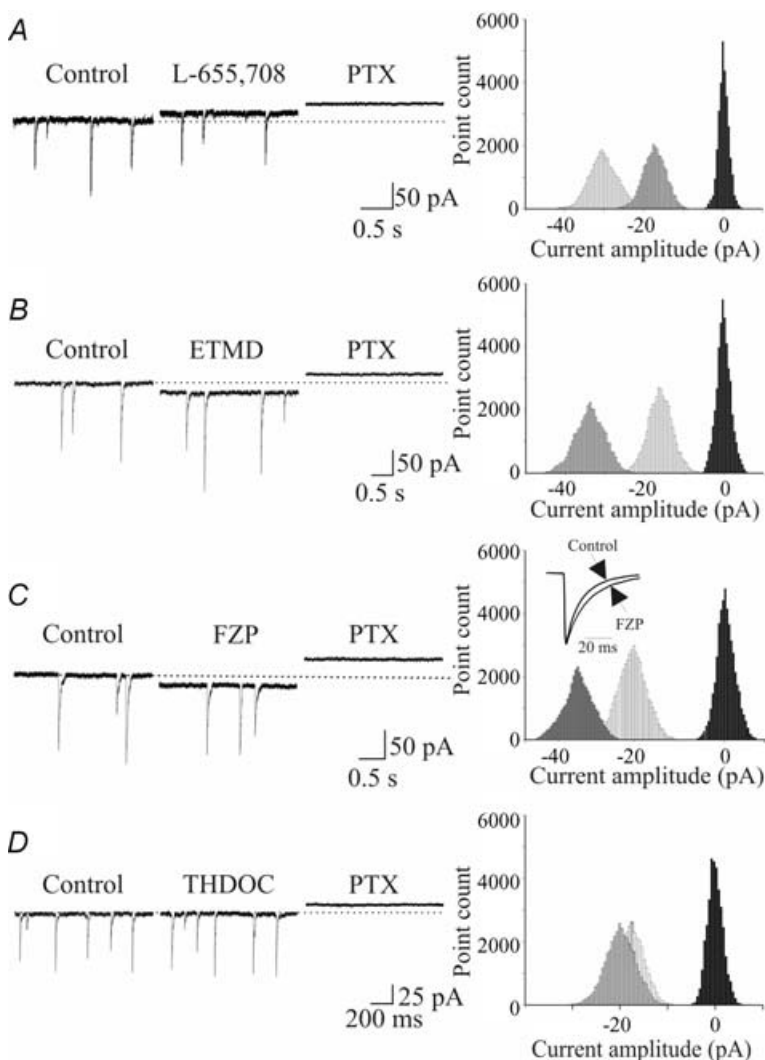 A
Control L-655,708 PTX
50 pA
0.5 s
6000
4000
2000
0
Point count
-40 -20 0
Current amplitude (pA)
B
Control ETMD PTX
50 pA
0.5 s
6000
4000
2000
0
Point count
-40 -20 0
Current amplitude (pA)
C
Control FZP PTX
50 pA
0.5 s
6000
4000
2000
0
Point count
Control
FZP
20 ms
-40 -20 0
Current amplitude (pA)
D
Control THDOC PTX
25 pA
200 ms
6000
4000
2000
0
Point count
-20 0
Current amplitude (pA)